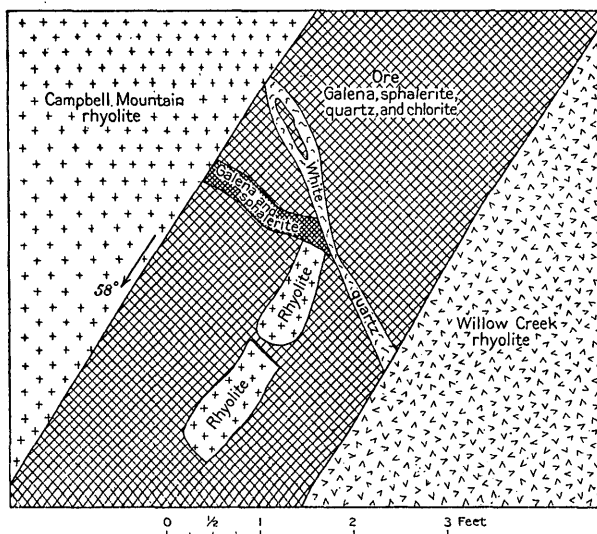 Campbell Mountain
rhyolite
Ore
Galena, sphalerite,
quartz, and chlorite
White quartz
Galena and
sphalerite
58°
Rhyolite
Rhyolite
Willow Creek
rhyolite
0 ½ 1 2 3 Feet